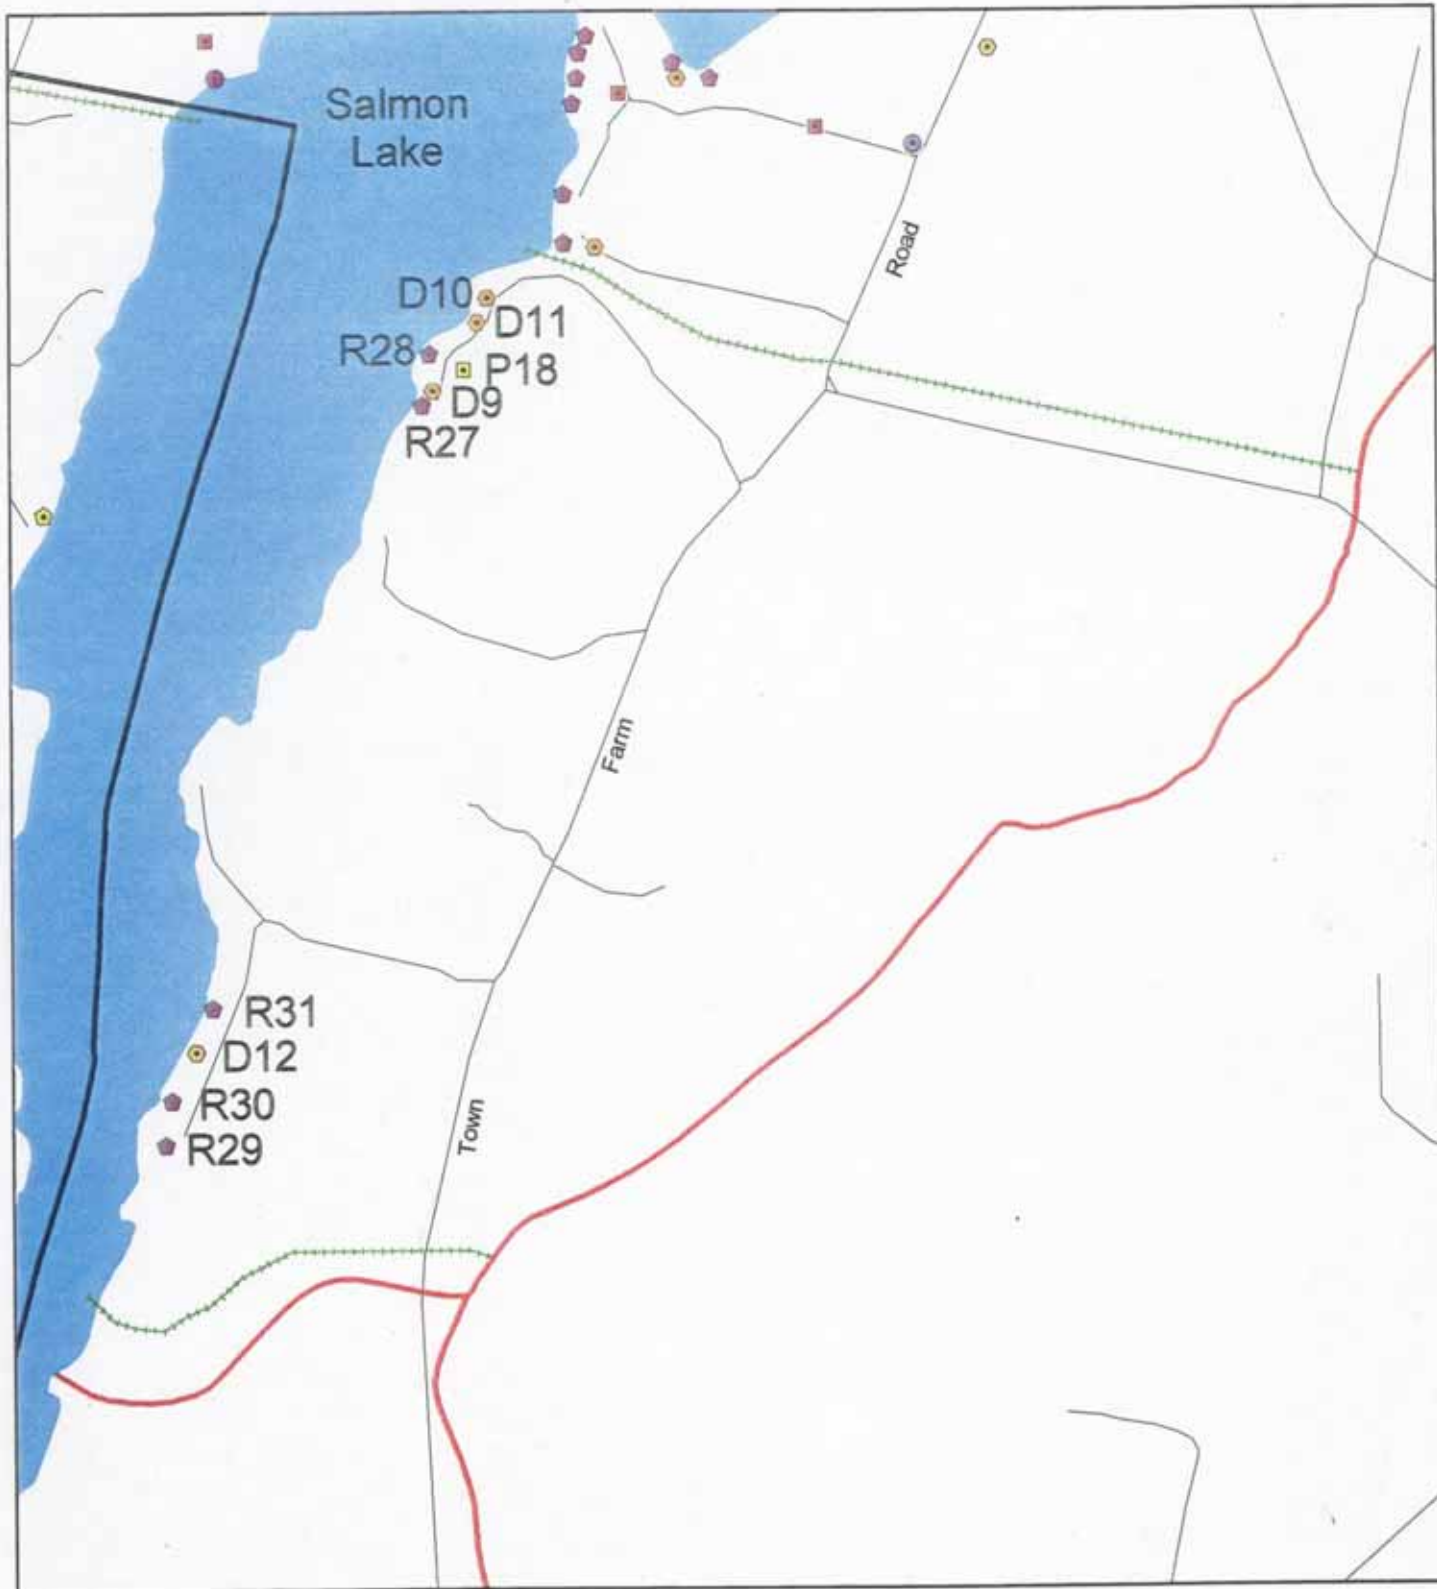 Salmon
Lake
Road
D10
D11
R28
P18
D9
R27
Farm
R31
D12
R30
Town
R29